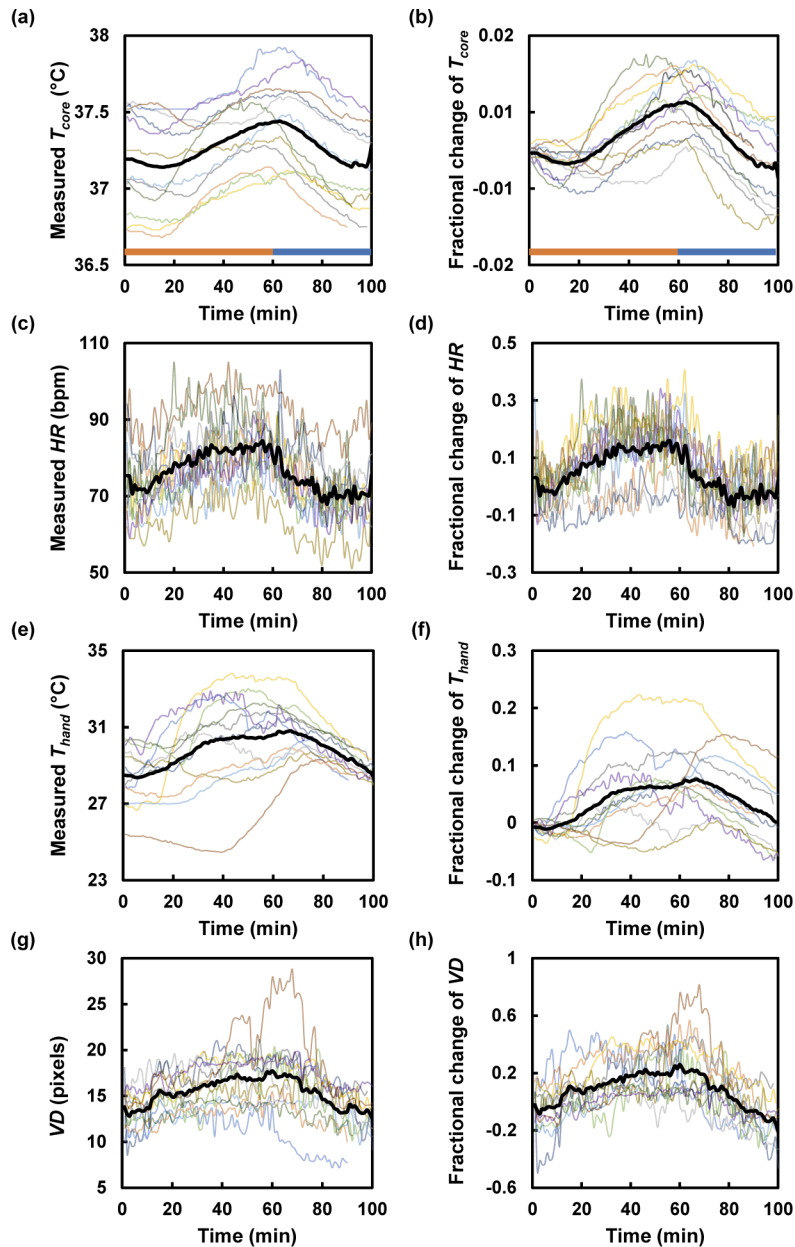 (a)
Measured Tcore (°C)
38
37.5
37
36.5
0 20 40 60 80 100
Time (min)
(b)
Fractional change of Tcore
0.02
0.01
-0.01
-0.02
0 20 40 60 80 100
Time (min)
(c)
Measured HR (bpm)
110
90
70
50
0 20 40 60 80 100
Time (min)
(d)
Fractional change of HR
0.5
0.3
0.1
-0.1
-0.3
0 20 40 60 80 100
Time (min)
(e)
Measured Thand (°C)
35
31
27
23
0 20 40 60 80 100
Time (min)
(f)
Fractional change of Thand
0.3
0.2
0.1
0
-0.1
0 20 40 60 80 100
Time (min)
(g)
VD (pixels)
30
25
20
15
10
5
0 20 40 60 80 100
Time (min)
(h)
Fractional change of VD
1
0.6
0.2
-0.2
-0.6
0 20 40 60 80 100
Time (min)